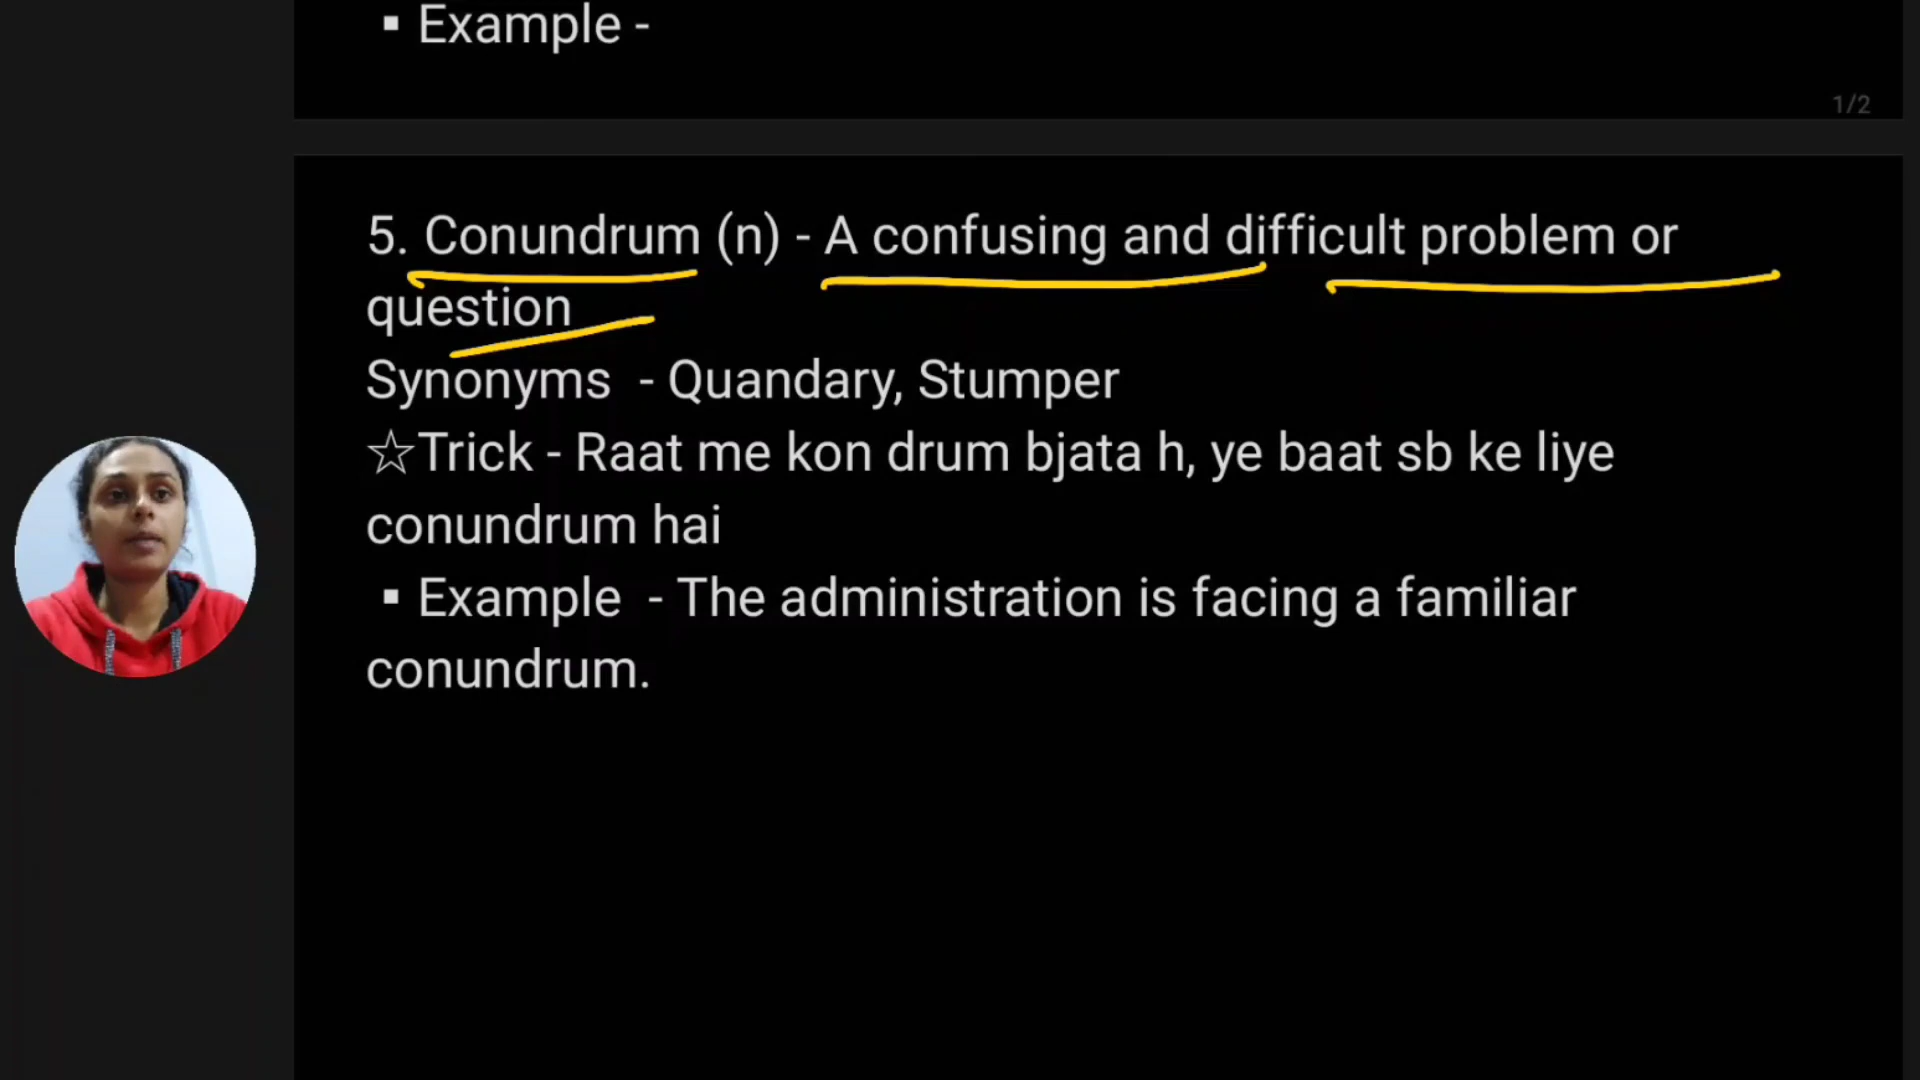 ▪ Example -
1/2
5. Conundrum (n) - A confusing and difficult problem or
question
Synonyms - Quandary, Stumper
☆Trick - Raat me kon drum bjata h, ye baat sb ke liye
conundrum hai
▪ Example - The administration is facing a familiar
conundrum.